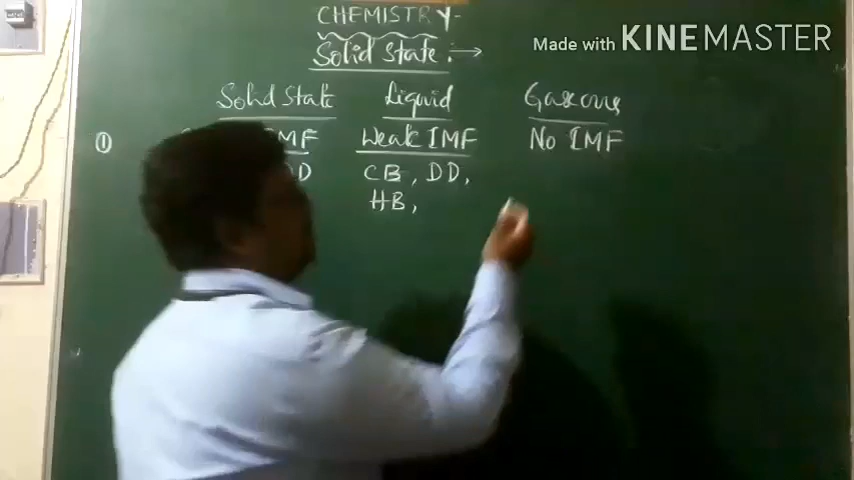 CHEMISTRY-
Solid State :→
Made with KINEMASTER
Solid State Liquid Gaseous
① IMF Weak IMF No IMF
D CB, DD,
HB,